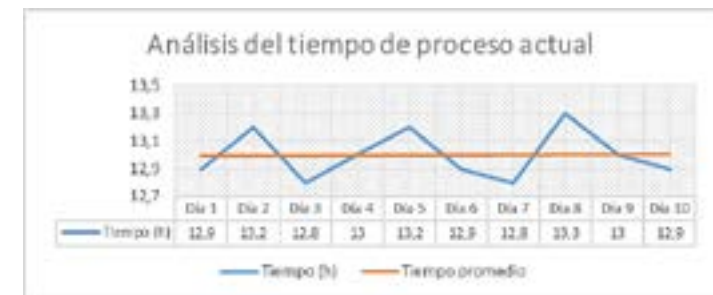 Análisis del tiempo de proceso actual
13,5
13,3
13,1
12,9
12,7
Día 1 Día 2 Día 3 Día 4 Día 5 Día 6 Día 7 Día 8 Día 9 Día 10
Tiempo (h) 12,9 13,2 12,8 13 13,2 12,9 12,8 13,3 13 12,9
Tiempo (h) Tiempo promedio